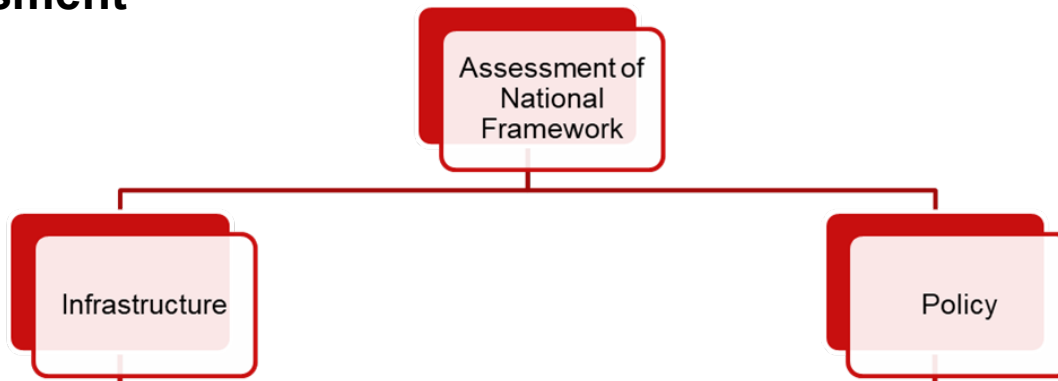 Assessment of
National
Framework
Infrastructure
Policy